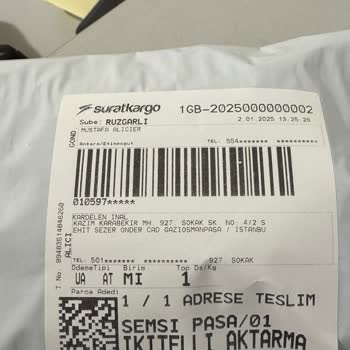 suratkargo
1GB-2025000000002
Sube: RUZGARLI
2.01.2025 13:25:26
GOND
MUSTAFA ALICIER
TEL: 554*******
Ankara/Etimesgut
010597*****
KARDELEN INAL
KAZIM KARABEKIR MH. 927. SOKAK SK. NO: 4/2 S
EHIT SEZER ONDER CAD GAZIOSMANPASA / ISTANBU
ALICI
T.No
TEL: 501******* 927. SOKAK
OdemeTipi Birim Top Ds/Kg
UA AT MI 1
Parca Adedi
1 / 1 ADRESE TESLIM
SEMSI PASA/01
IKITELLI AKTARMA